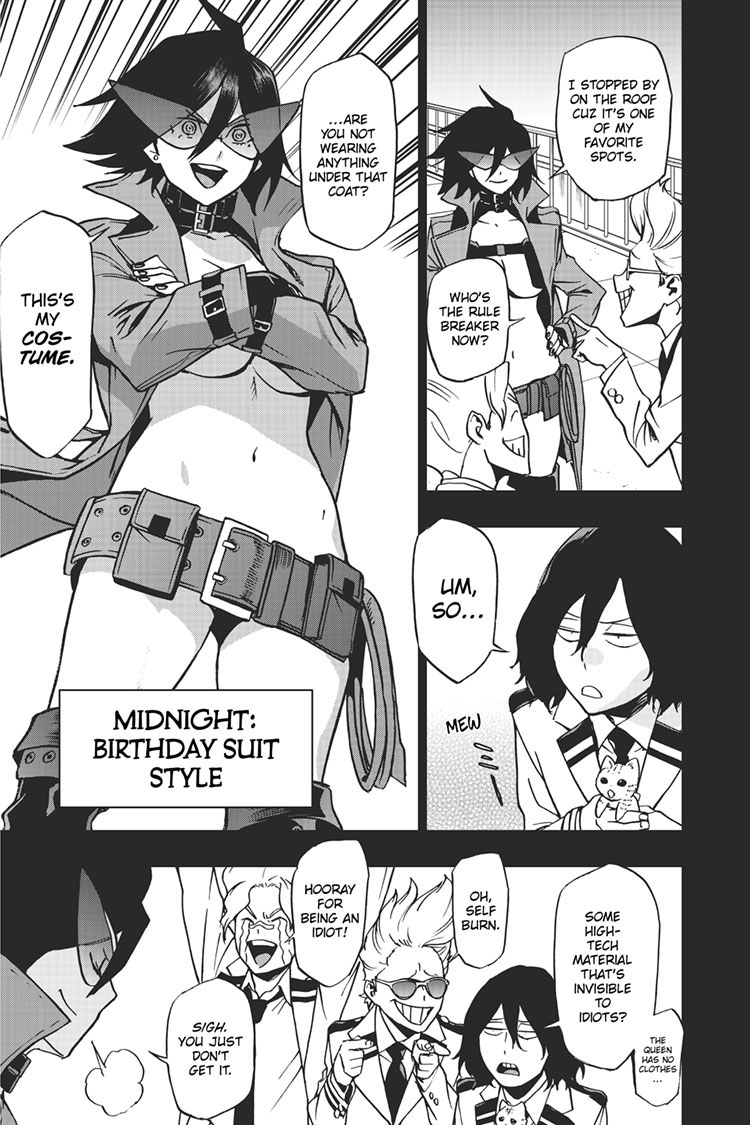 I STOPPED BY
ON THE ROOF
CUZ IT'S ONE
OF MY
FAVORITE
SPOTS.
WHO'S
THE RULE
BREAKER
NOW?
...ARE
YOU NOT
WEARING
ANYTHING
UNDER THAT
COAT?
THIS'S
MY
COS-
TUME.
MIDNIGHT:
BIRTHDAY SUIT
STYLE
UM,
SO...
MEW
SOME
HIGH-
TECH
MATERIAL
THAT'S
INVISIBLE
TO
IDIOTS?
THE
QUEEN
HAS NO
CLOTHES
...
OH,
SELF
BURN.
HOORAY
FOR
BEING AN
IDIOT!
SIGH.
YOU JUST
DON'T
GET IT.